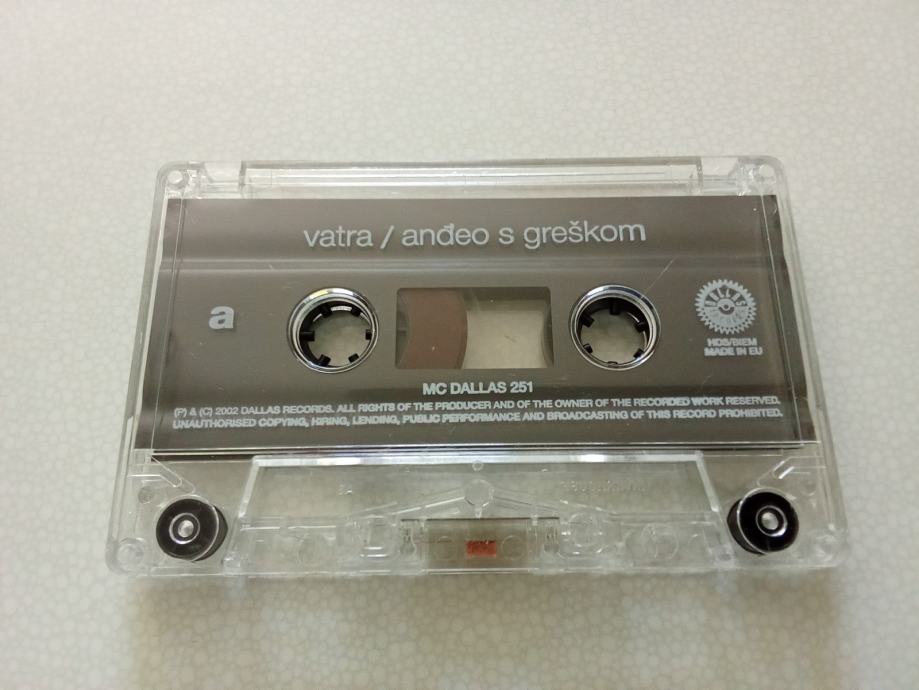 vatra / anđeo s greškom
a
DALLAS
HDS/BIEM
MADE IN EU
MC DALLAS 251
(P) & (C) 2002 DALLAS RECORDS. ALL RIGHTS OF THE PRODUCER AND OF THE OWNER OF THE RECORDED WORK RESERVED.
UNAUTHORISED COPYING, HIRING, LENDING, PUBLIC PERFORMANCE AND BROADCASTING OF THIS RECORD PROHIBITED.